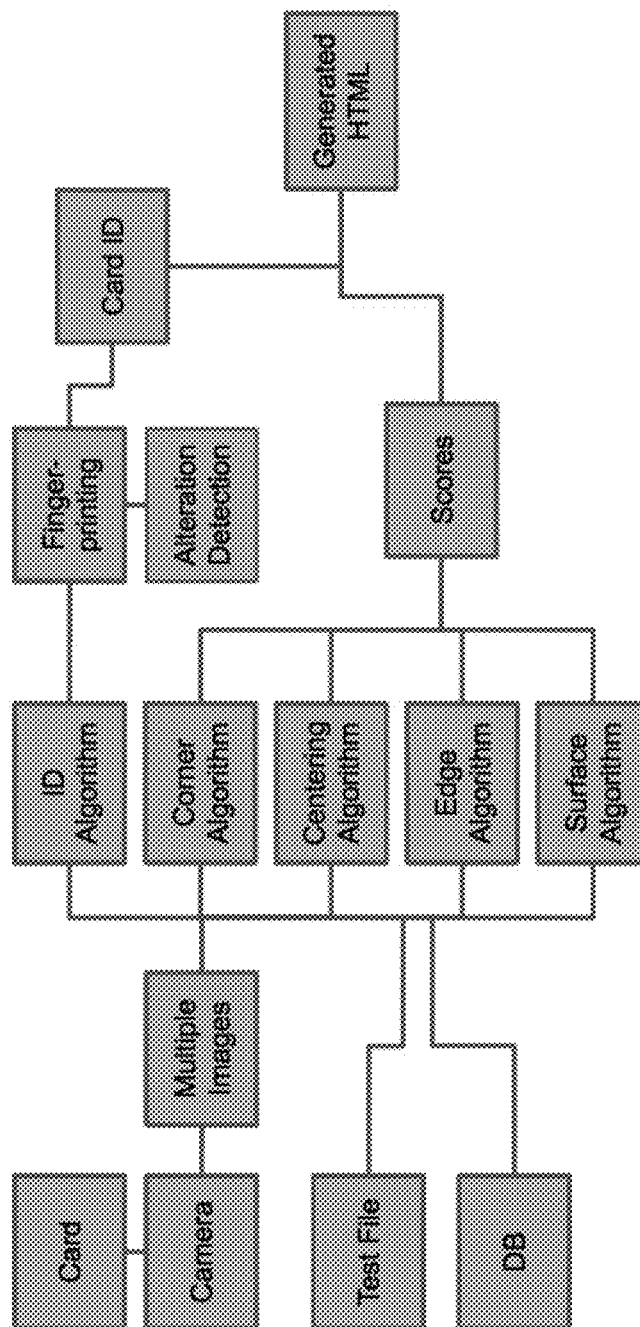 Card
Camera
Multiple
Images
Test File
DB
ID
Algorithm
Corner
Algorithm
Centering
Algorithm
Edge
Algorithm
Surface
Algorithm
Finger-
printing
Alteration
Detection
Card ID
Scores
Generated
HTML